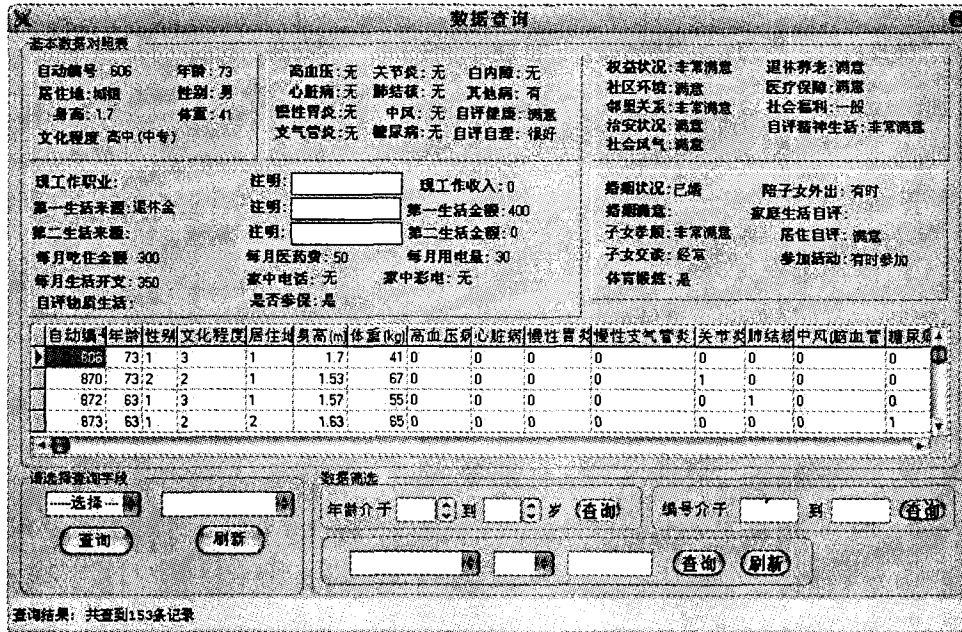 数据查询
基本数据对照表
自动编号 606 年龄: 73
居住地: 城镇 性别: 男
身高: 1.7 体重: 41
文化程度 高中(中专)
高血压: 无 关节炎: 无 白内障: 无
心脏病: 无 肺结核: 无 其他病: 有
慢性胃炎: 无 中风: 无 自评健康: 满意
支气管炎: 无 糖尿病: 无 自评自理: 很好
权益状况: 非常满意 退休养老: 满意
社区环境: 满意 医疗保障: 满意
邻里关系: 非常满意 社会福利: 一般
治安状况: 满意 自评精神生活: 非常满意
社会风气: 满意
现工作职业: 注明: 现工作收入: 0
第一生活来源: 退休金 注明: 第一生活金额: 400
第二生活来源: 注明: 第二生活金额: 0
每月吃住金额 300 每月医药费: 50 每月用电量: 30
每月生活开支: 350 家中电话: 无 家中彩电: 无
自评物质生活: 是否参保: 是
婚姻状况: 已婚 陪子女外出: 有时
婚姻满意: 家庭生活自评:
子女孝顺: 非常满意 居住自评: 满意
子女交谈: 经常 参加活动: 有时参加
体育锻炼: 是
自动编号 年龄 性别 文化程度 居住地 身高(m) 体重(kg) 高血压病 心脏病 慢性胃炎 慢性支气管炎 关节炎 肺结核 中风(脑血管 糖尿病
606 73 1 3 1 1.7 41 0 0 0 0 0 0 0 0
870 73 2 2 1 1.53 67 0 0 0 0 1 0 0 0
872 63 1 3 1 1.57 55 0 0 0 0 0 1 0 0
873 63 1 2 2 1.63 65 0 0 0 0 0 0 0 1
请选择查询字段 数据筛选
----选择---
年龄介于 到 岁 查询 编号介于 到 查询
查询 刷新
查询 刷新
查询结果: 共查到153条记录